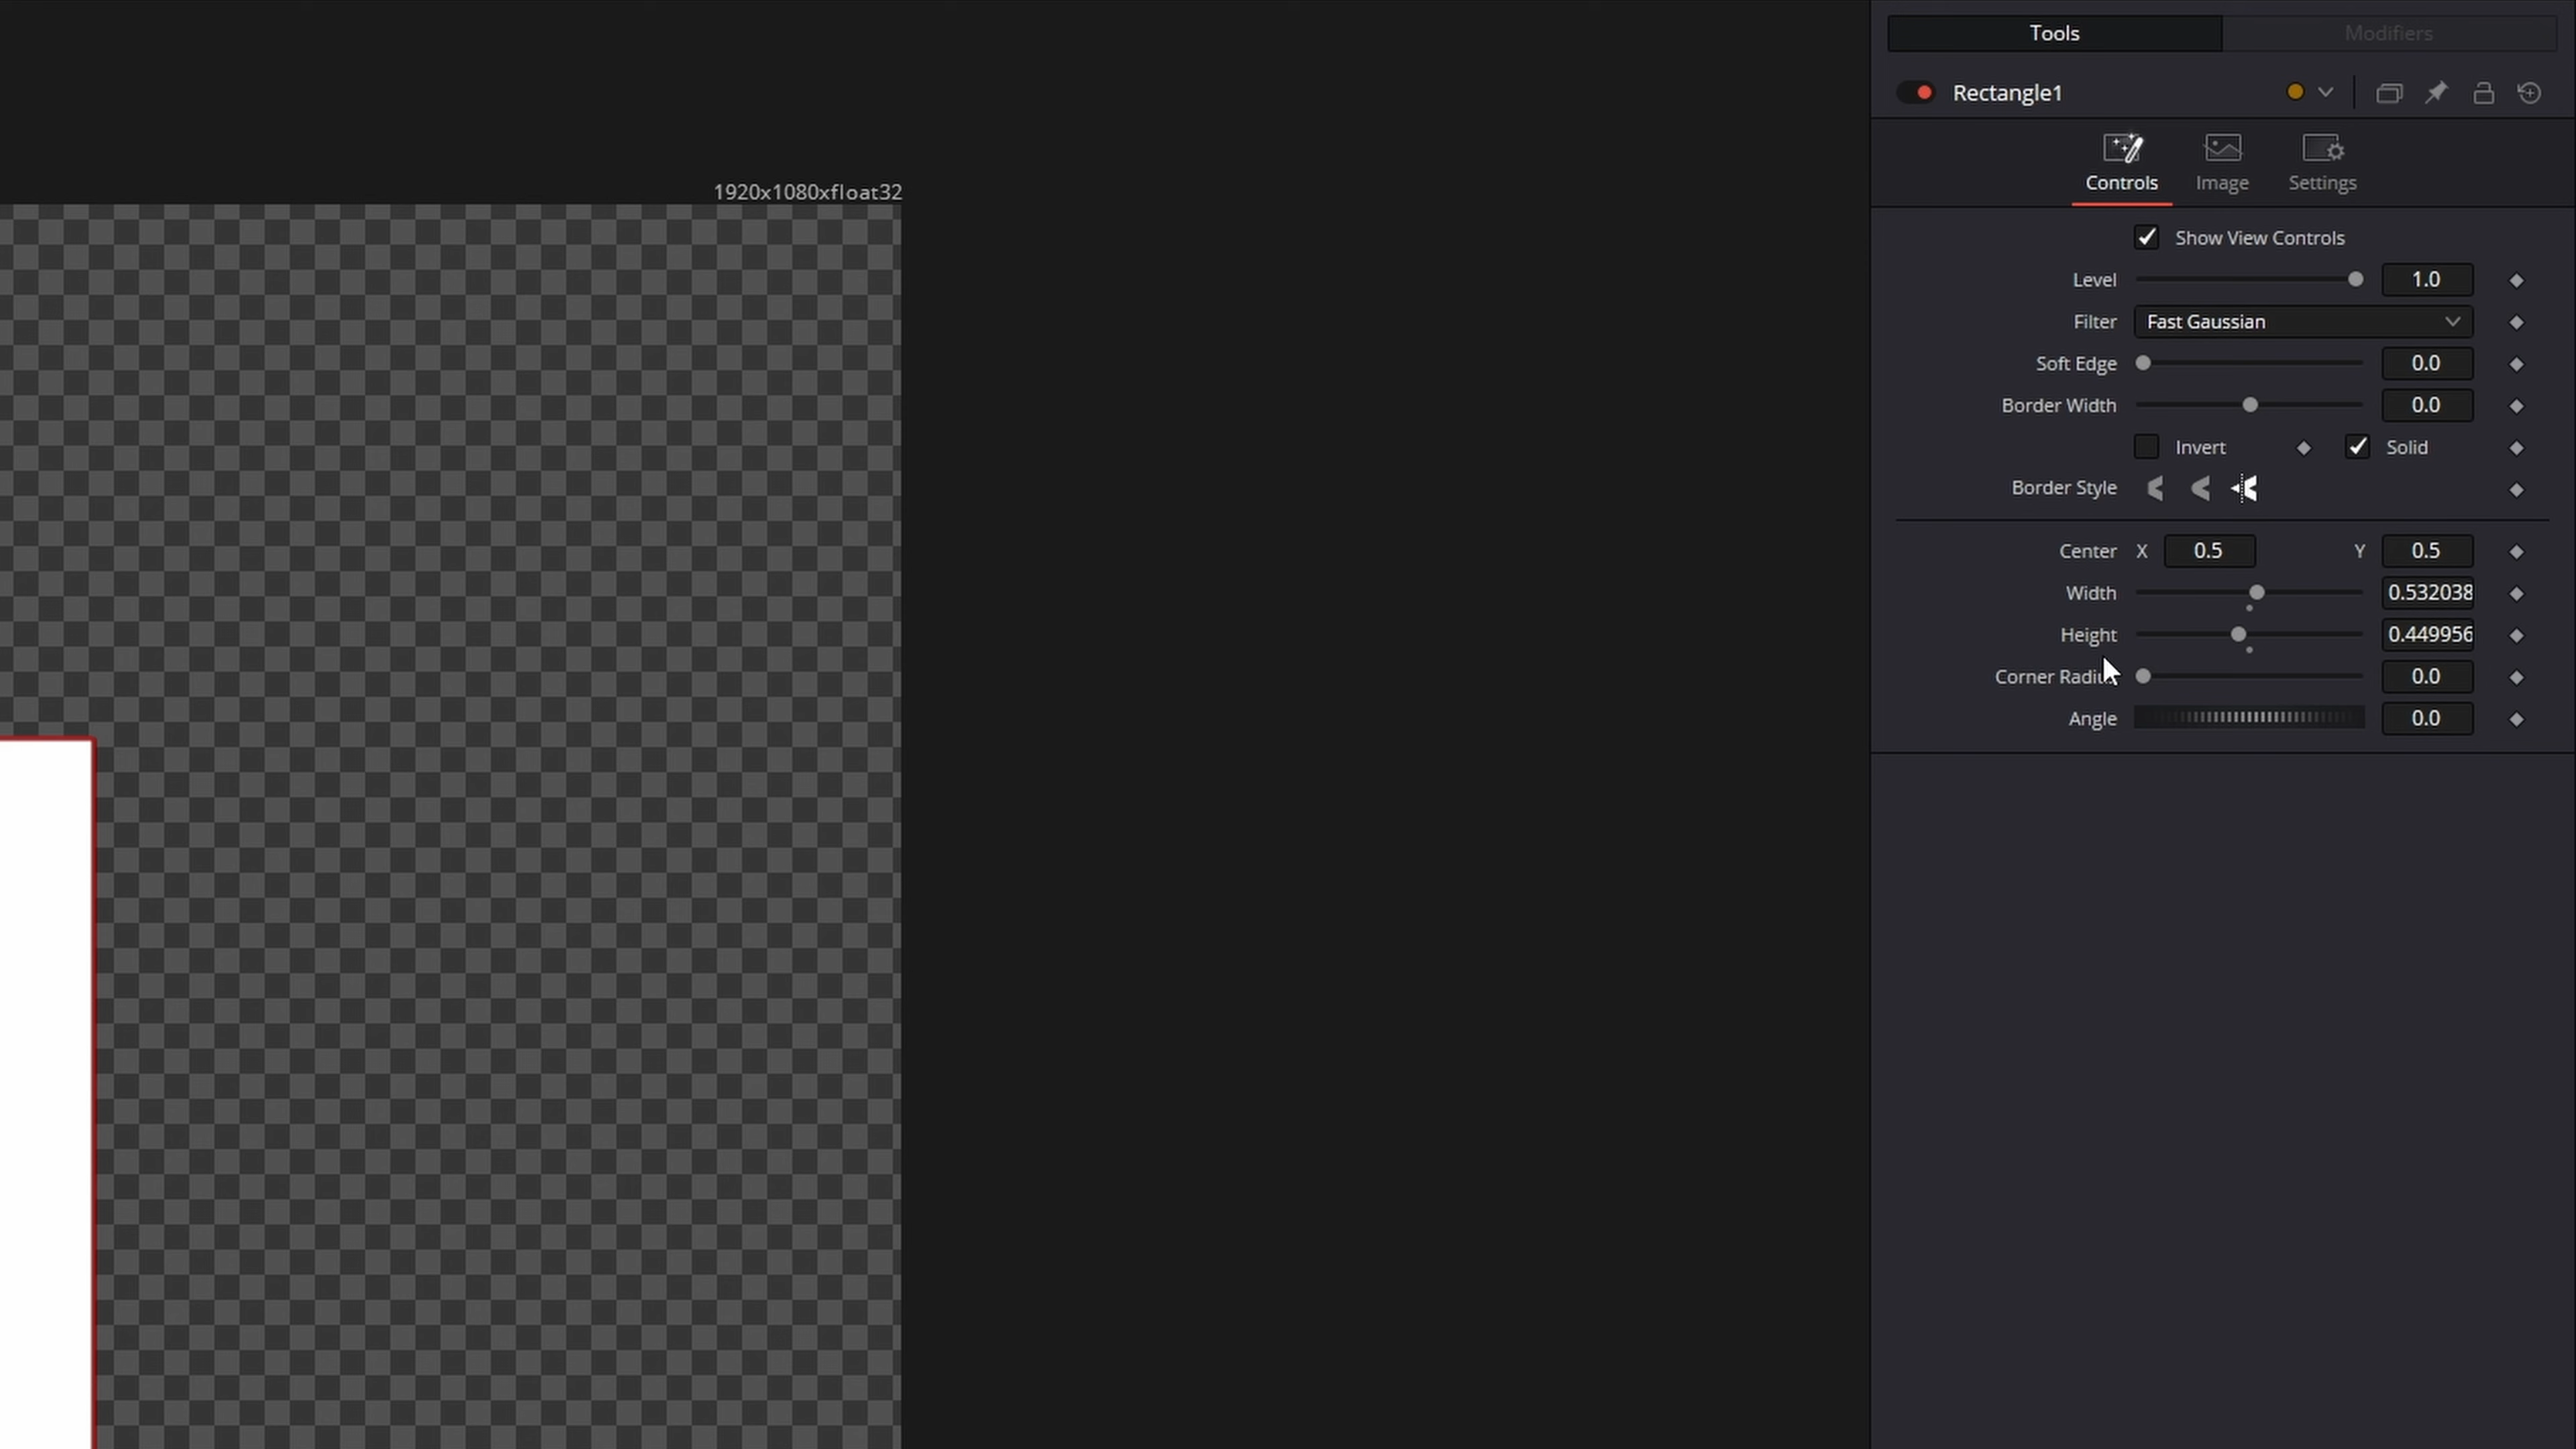 Tools Modifiers
Rectangle1
1920x1080xfloat32
Controls Image Settings
Show View Controls
Level 1.0
Filter Fast Gaussian
Soft Edge 0.0
Border Width 0.0
Invert Solid
Border Style
Center X 0.5 Y 0.5
Width 0.532038
Height 0.449956
Corner 0.0
Angle 0.0